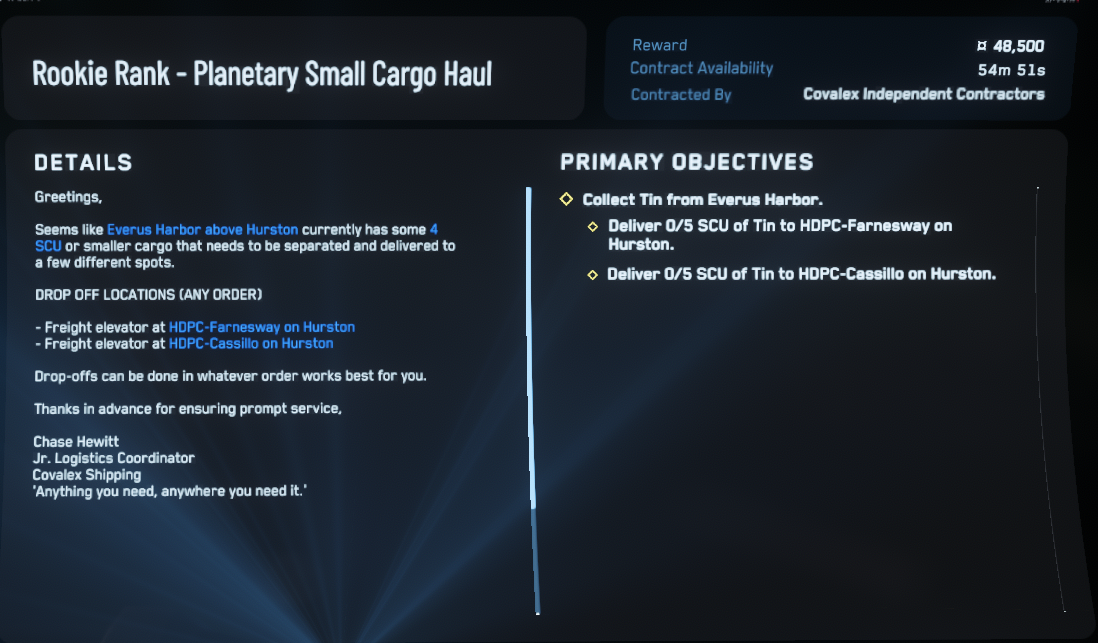 Rookie Rank - Planetary Small Cargo Haul
Reward ¤ 48,500
Contract Availability 54m 51s
Contracted By Covalex Independent Contractors
DETAILS
Greetings,
Seems like Everus Harbor above Hurston currently has some 4
SCU or smaller cargo that needs to be separated and delivered to
a few different spots.
DROP OFF LOCATIONS (ANY ORDER)
- Freight elevator at HDPC-Farnesway on Hurston
- Freight elevator at HDPC-Cassillo on Hurston
Drop-offs can be done in whatever order works best for you.
Thanks in advance for ensuring prompt service,
Chase Hewitt
Jr. Logistics Coordinator
Covalex Shipping
'Anything you need, anywhere you need it.'
PRIMARY OBJECTIVES
Collect Tin from Everus Harbor.
Deliver 0/5 SCU of Tin to HDPC-Farnesway on
Hurston.
Deliver 0/5 SCU of Tin to HDPC-Cassillo on Hurston.